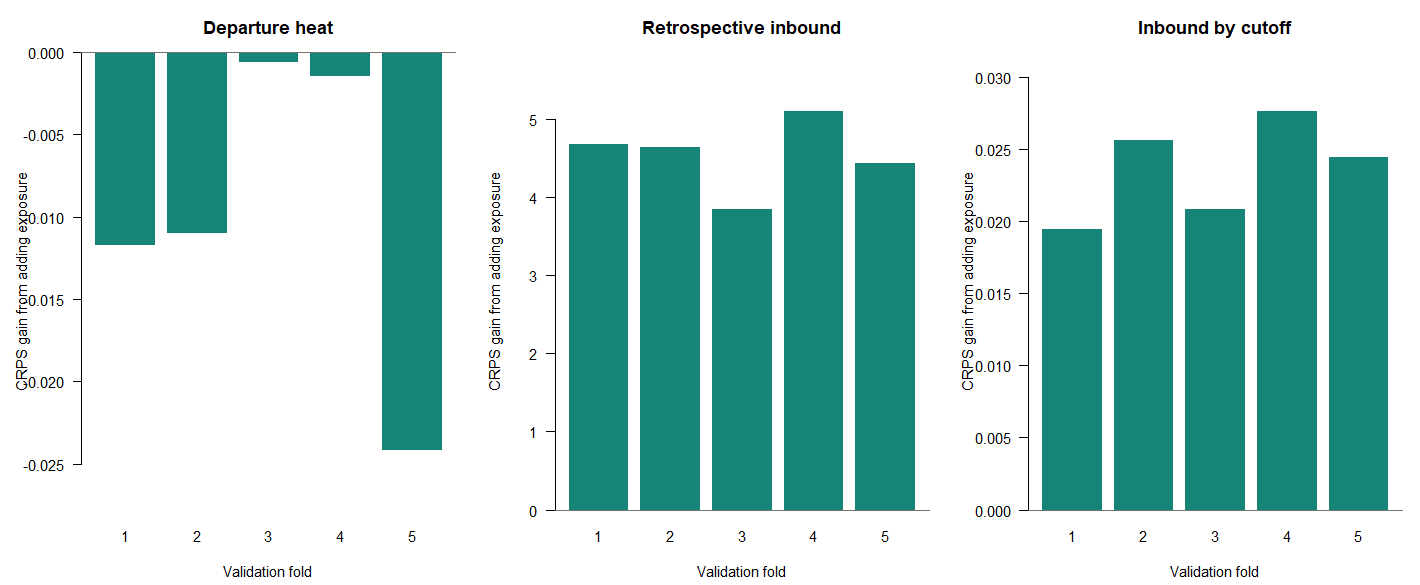 Departure heat
CRPS gain from adding exposure
0.000
-0.005
-0.010
-0.015
-0.020
-0.025
1 2 3 4 5
Validation fold
Retrospective inbound
CRPS gain from adding exposure
5
4
3
2
1
0
1 2 3 4 5
Validation fold
Inbound by cutoff
CRPS gain from adding exposure
0.030
0.025
0.020
0.015
0.010
0.005
0.000
1 2 3 4 5
Validation fold